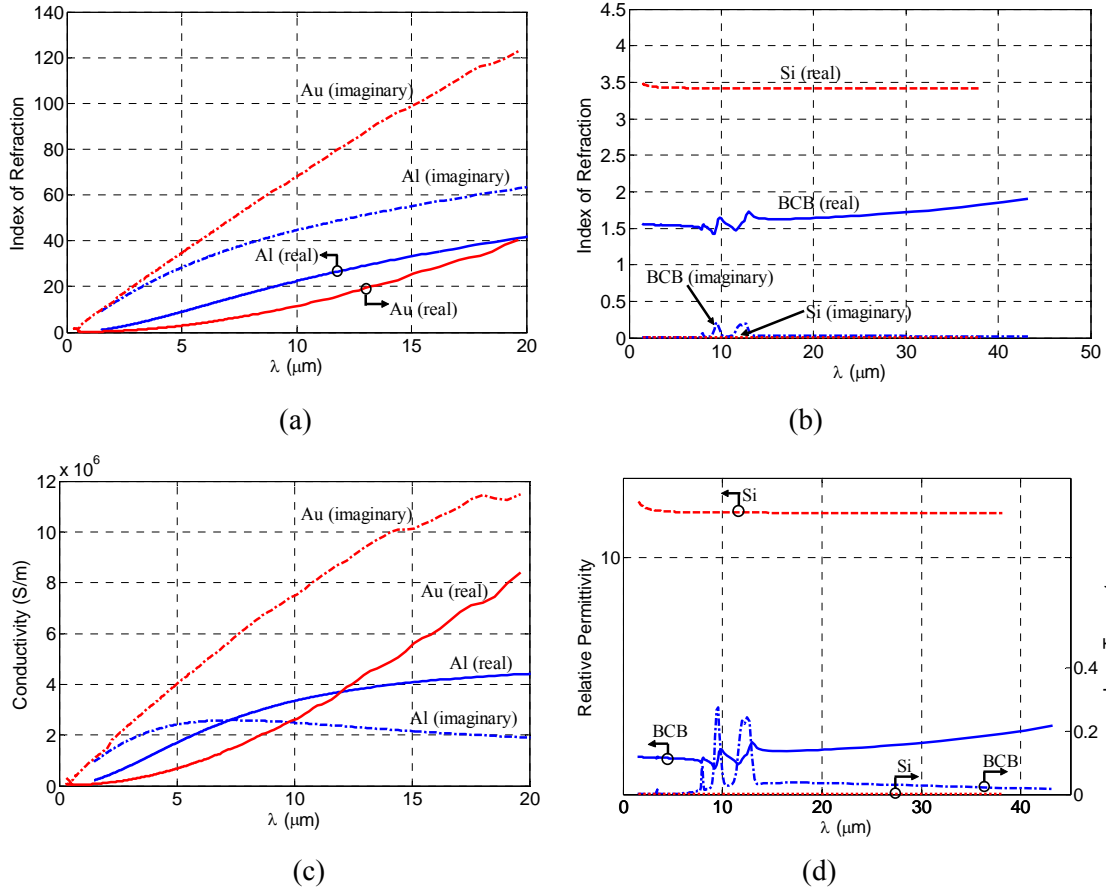 140
120
100
80
60
40
20
0
Index of Refraction
Au (imaginary)
Al (imaginary)
Al (real)
Au (real)
0 5 10 15 20
λ (μm)
(a)
4.5
4
3.5
3
2.5
2
1.5
1
0.5
0
Index of Refraction
Si (real)
BCB (real)
BCB (imaginary)
Si (imaginary)
0 10 20 30 40 50
λ (μm)
(b)
x 10^6
12
10
8
6
4
2
0
Conductivity (S/m)
Au (imaginary)
Au (real)
Al (real)
Al (imaginary)
0 5 10 15 20
λ (μm)
(c)
10
Relative Permittivity
Si
BCB
Si
BCB
0.4
0.2
0
0 10 20 30 40
λ (μm)
(d)